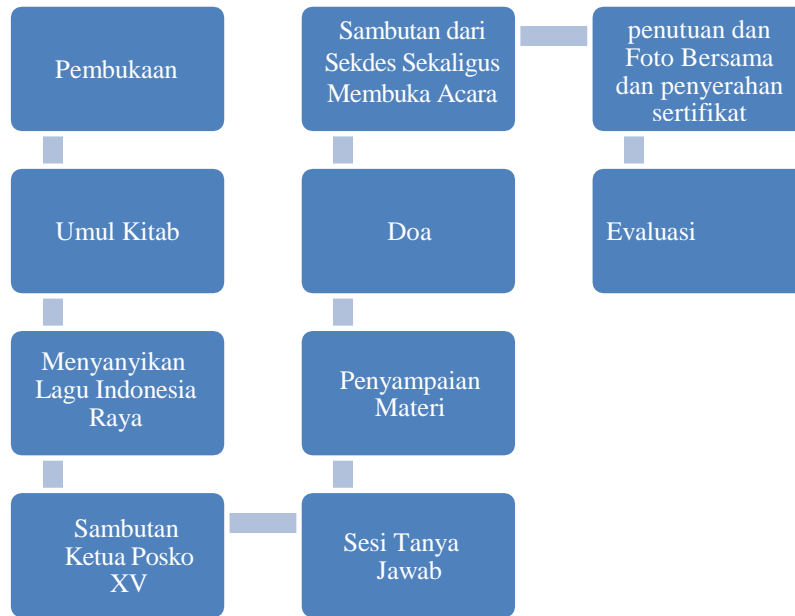 Pembukaan
Umul Kitab
Menyanyikan
Lagu Indonesia
Raya
Sambutan
Ketua Posko
XV
Sesi Tanya
Jawab
Penyampaian
Materi
Doa
Sambutan dari
Sekdes Sekaligus
Membuka Acara
penutuan dan
Foto Bersama
dan penyerahan
sertifikat
Evaluasi